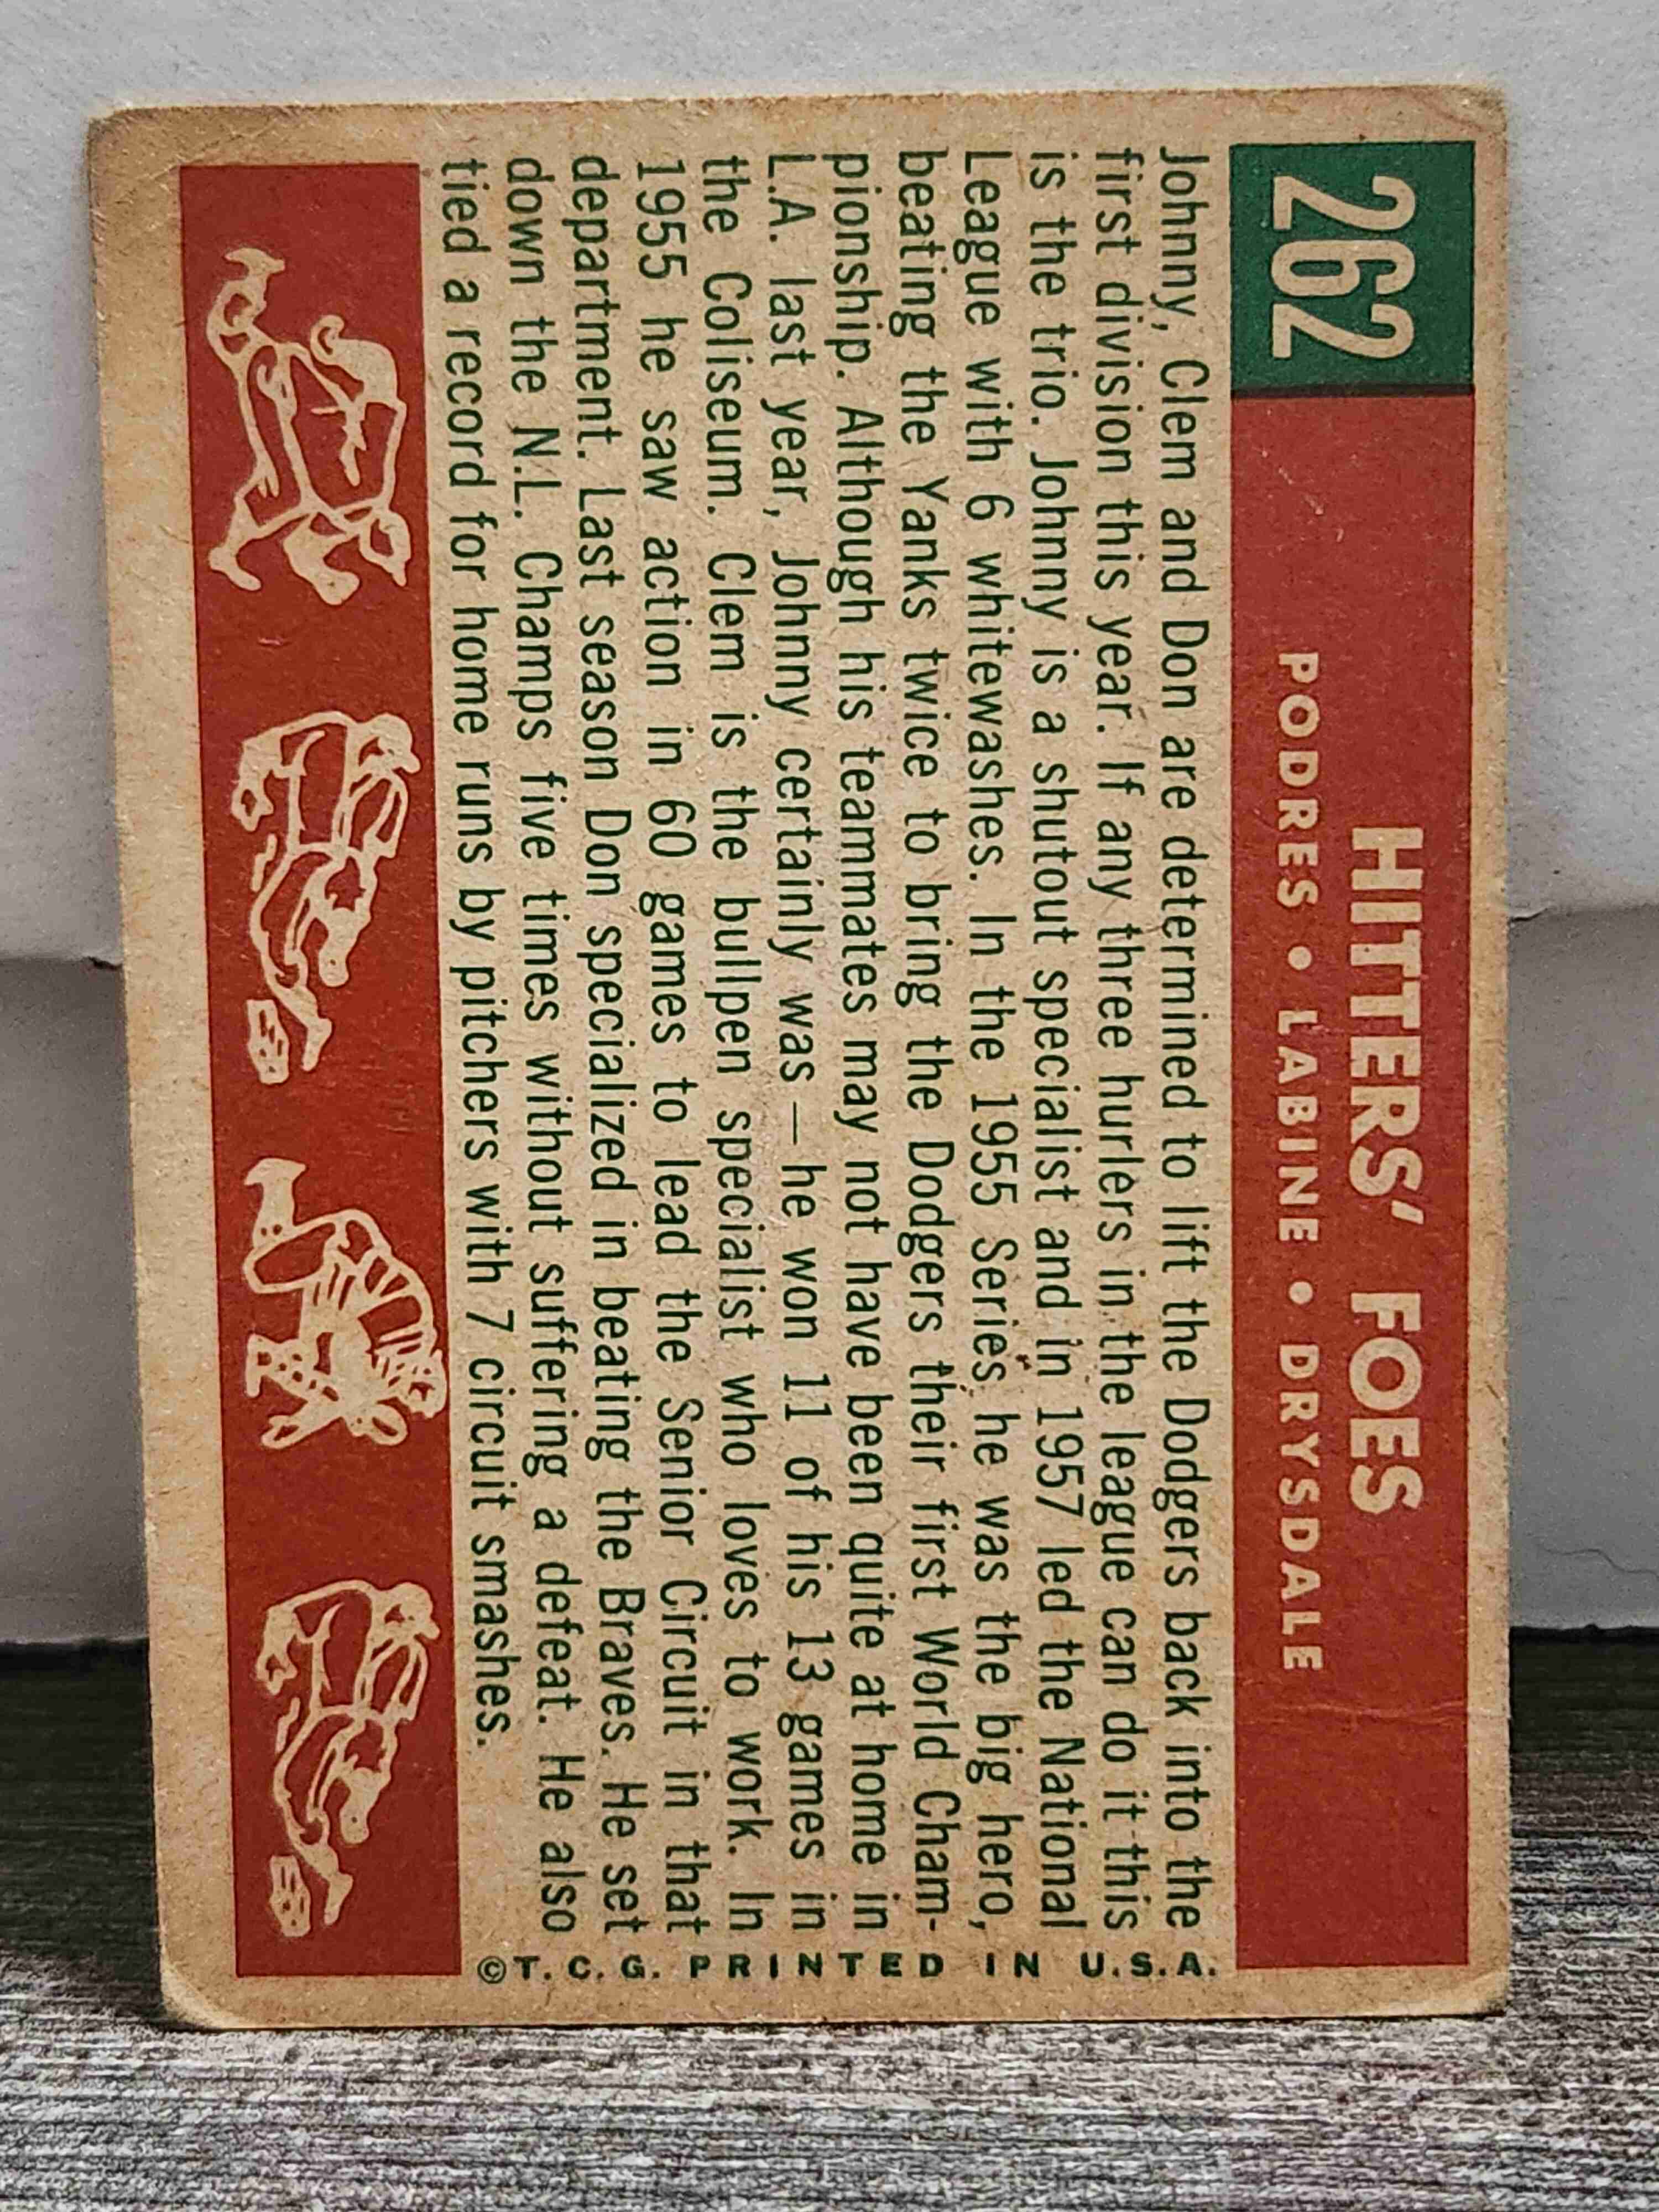 262
HITTERS' FOES
PODRES • LABINE • DRYSDALE
Johnny, Clem and Don are determined to lift the Dodgers back into the
first division this year. If any three hurlers in the league can do it this
is the trio. Johnny is a shutout specialist and in 1957 led the National
League with 6 whitewashes. In the 1955 Series he was the big hero,
beating the Yanks twice to bring the Dodgers their first World Cham-
pionship. Although his teammates may not have been quite at home in
L.A. last year, Johnny certainly was — he won 11 of his 13 games in
the Coliseum. Clem is the bullpen specialist who loves to work. In
1955 he saw action in 60 games to lead the Senior Circuit in that
department. Last season Don specialized in beating the Braves. He set
down the N.L. Champs five times without suffering a defeat. He also
tied a record for home runs by pitchers with 7 circuit smashes.
©T. C. G. PRINTED IN U.S.A.